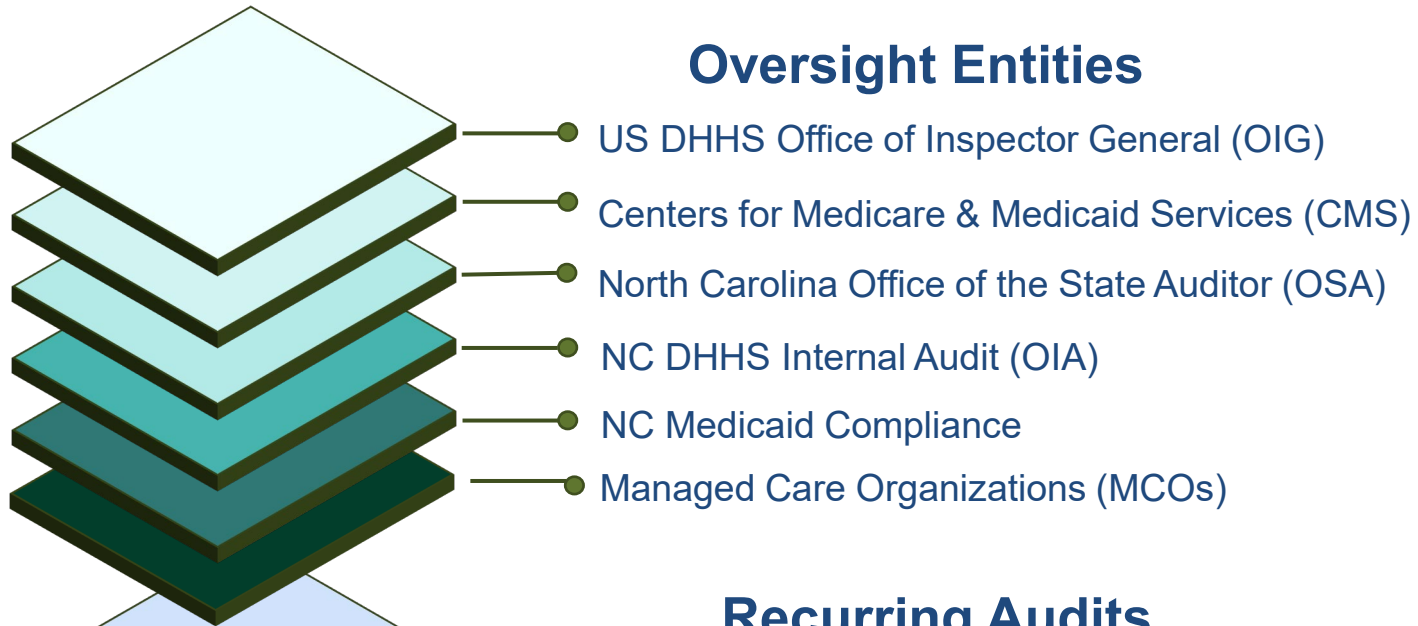 Oversight Entities
US DHHS Office of Inspector General (OIG)
Centers for Medicare & Medicaid Services (CMS)
North Carolina Office of the State Auditor (OSA)
NC DHHS Internal Audit (OIA)
NC Medicaid Compliance
Managed Care Organizations (MCOs)
Recurring Audits